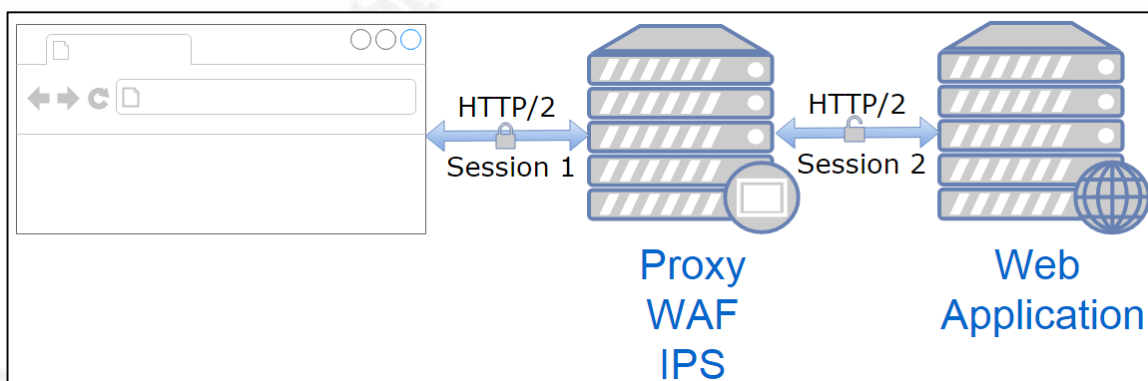 HTTP/2
Session 1
HTTP/2
Session 2
Proxy
WAF
IPS
Web
Application